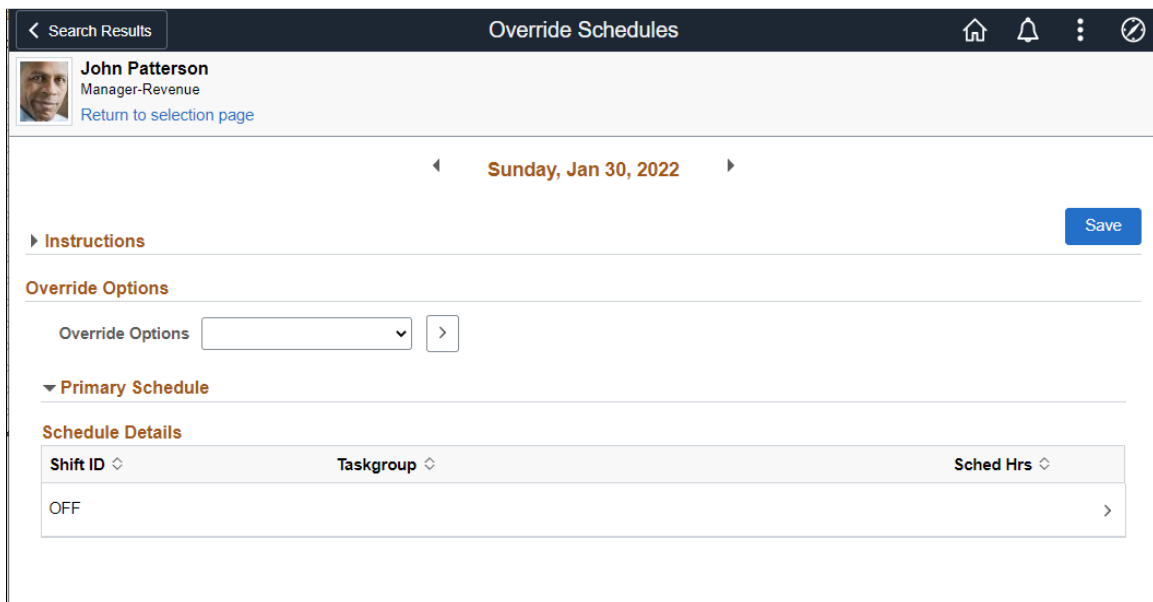 Search Results
Override Schedules
John Patterson
Manager-Revenue
Return to selection page
Sunday, Jan 30, 2022
Save
Instructions
Override Options
Override Options
Primary Schedule
Schedule Details
Shift ID Taskgroup Sched Hrs
OFF